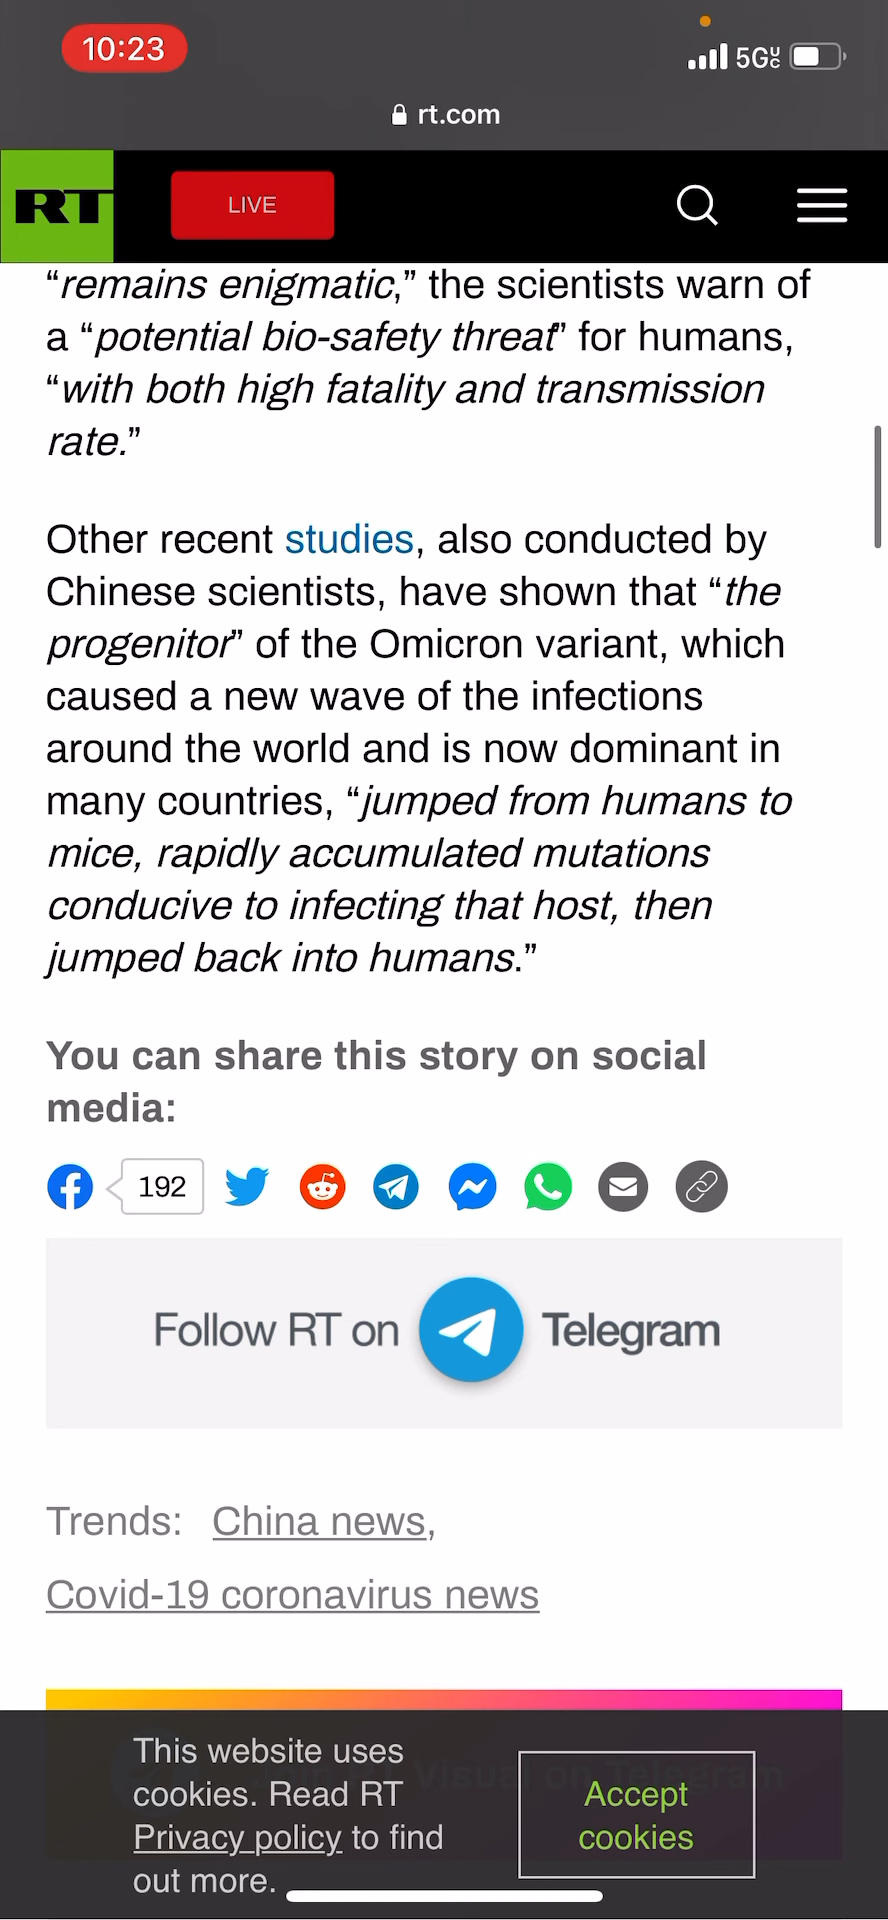 10:23
5G UC
rt.com
RT
LIVE
“remains enigmatic,” the scientists warn of
a “potential bio-safety threat” for humans,
“with both high fatality and transmission
rate.”
Other recent studies, also conducted by
Chinese scientists, have shown that “the
progenitor” of the Omicron variant, which
caused a new wave of the infections
around the world and is now dominant in
many countries, “jumped from humans to
mice, rapidly accumulated mutations
conducive to infecting that host, then
jumped back into humans.”
You can share this story on social
media:
192
Follow RT on Telegram
Trends: China news,
Covid-19 coronavirus news
Visual on Telegram
This website uses
cookies. Read RT
Privacy policy to find
out more.
Accept
cookies